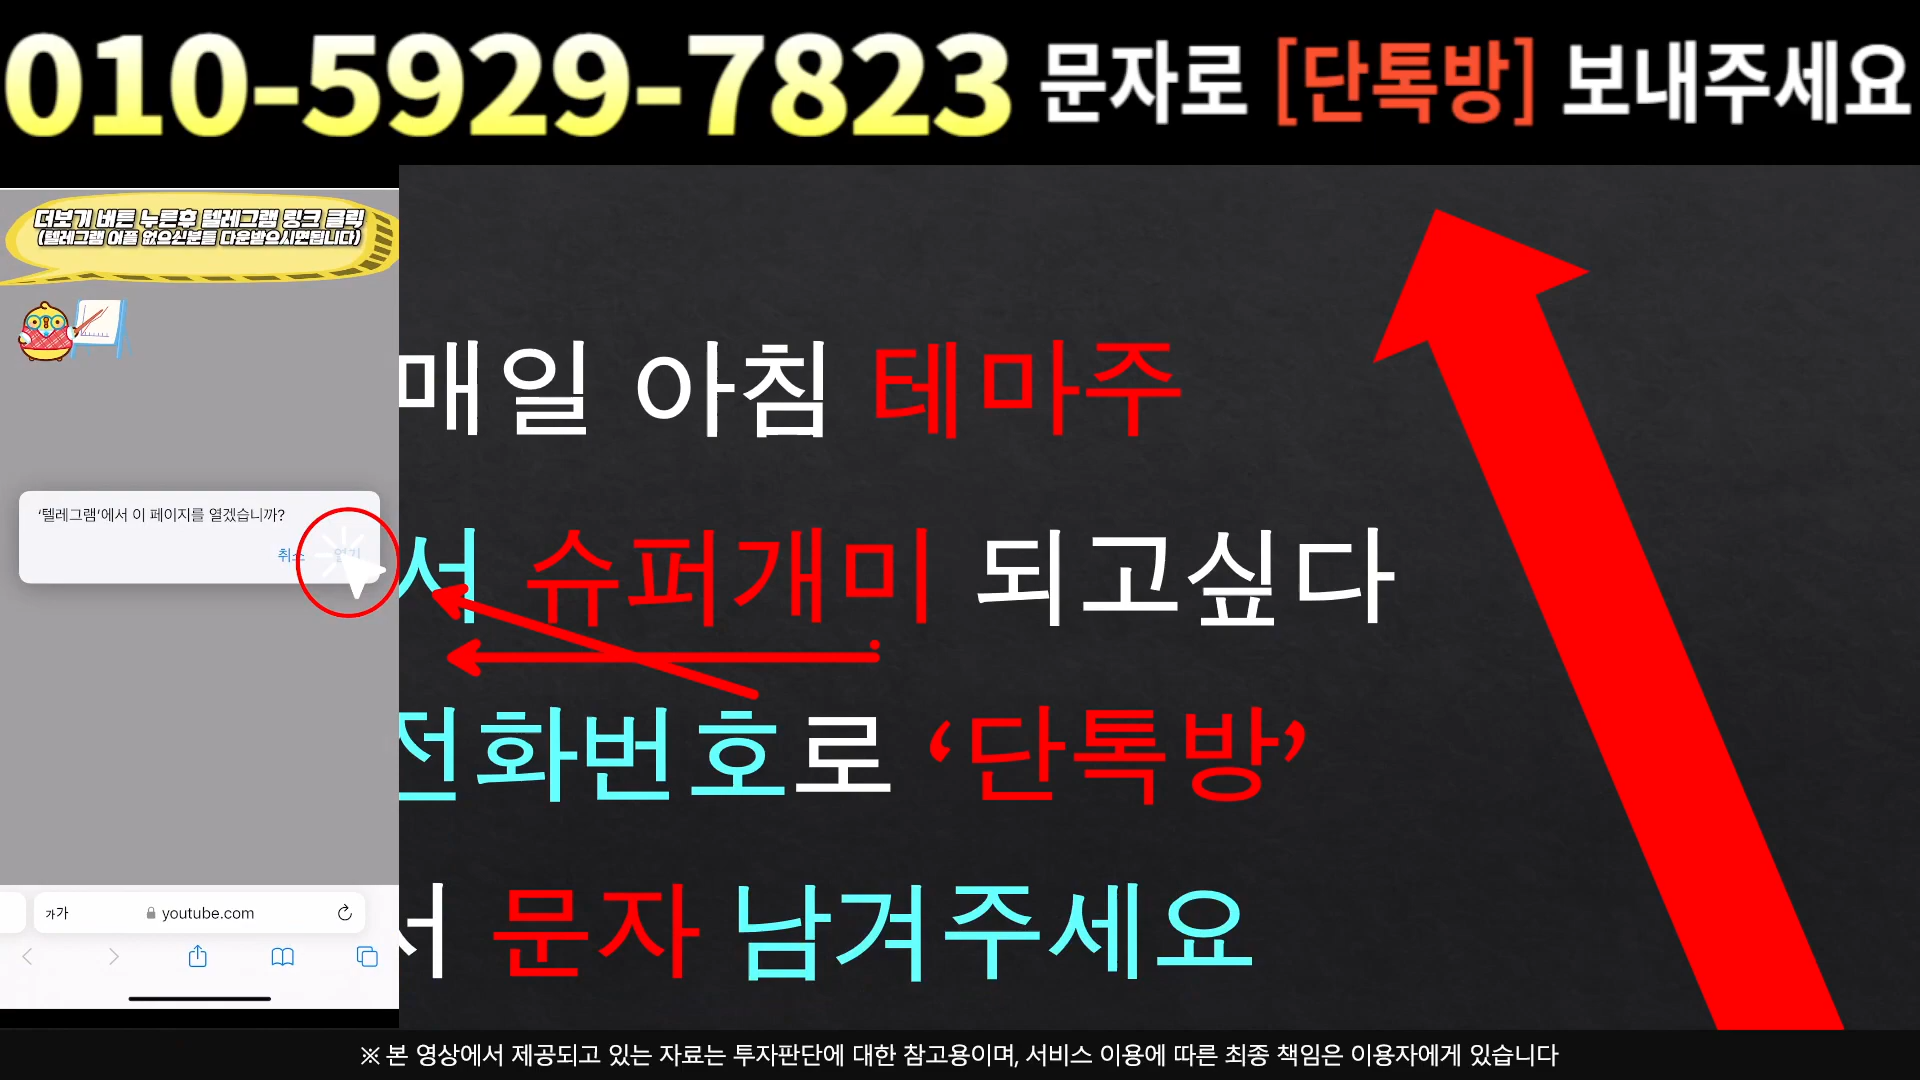 010-5929-7823 문자로 [단톡방] 보내주세요
더보기 버튼 누른후 텔레그램 링크 클릭
(텔레그램 어플 없으신분들 다운받으시면됩니다)
매일 아침 테마주
서 슈퍼개미 되고싶다
전화번호로 ‘단톡방’
서 문자 남겨주세요
‘텔레그램’에서 이 페이지를 열겠습니까?
취소 열기
가가 youtube.com
※ 본 영상에서 제공되고 있는 자료는 투자판단에 대한 참고용이며, 서비스 이용에 따른 최종 책임은 이용자에게 있습니다